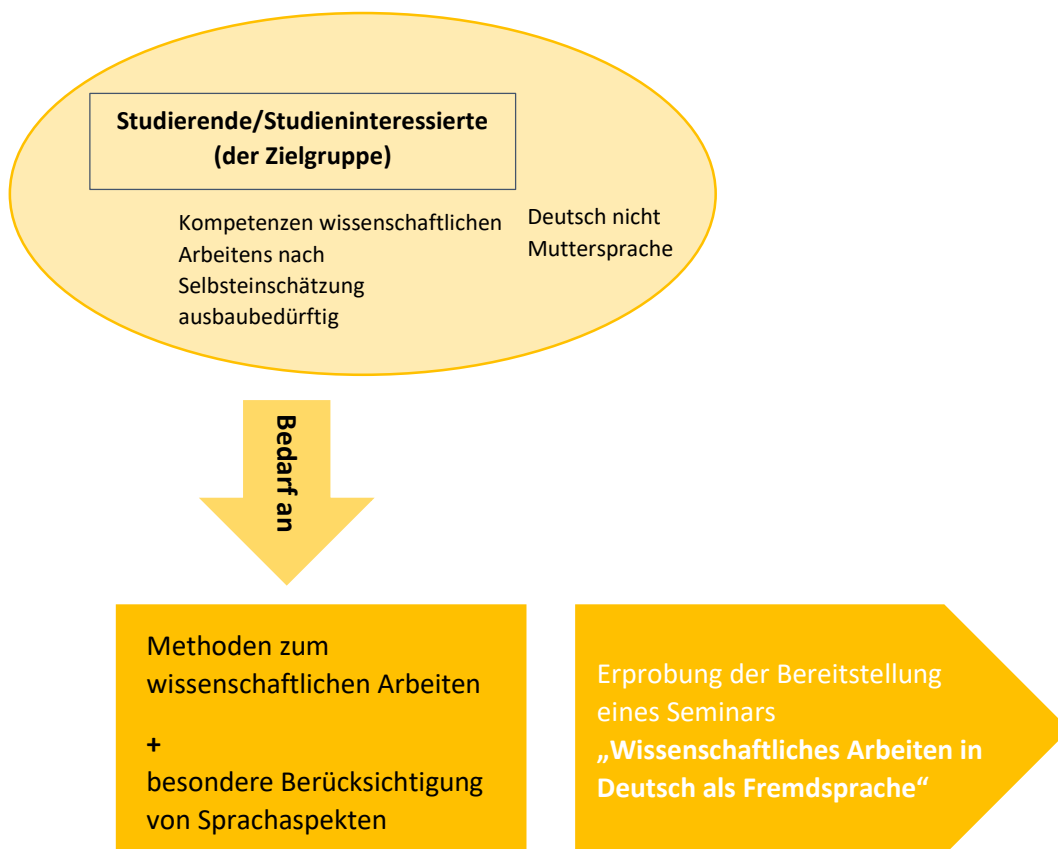 Studierende/Studieninteressierte
(der Zielgruppe)
Kompetenzen wissenschaftlichen
Arbeitens nach
Selbsteinschätzung
ausbaubedürftig
Deutsch nicht
Muttersprache
Bedarf an
Methoden zum
wissenschaftlichen Arbeiten
+
besondere Berücksichtigung
von Sprachaspekten
Erprobung der Bereitstellung
eines Seminars
„Wissenschaftliches Arbeiten in
Deutsch als Fremdsprache“